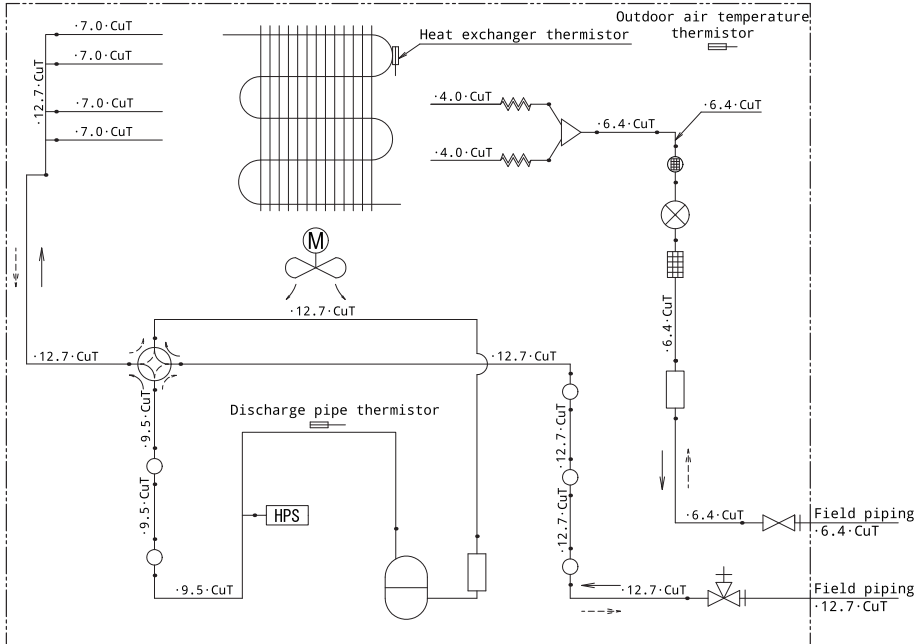 Outdoor air temperature
thermistor
Heat exchanger thermistor
·7.0·CuT
·7.0·CuT
·7.0·CuT
·7.0·CuT
·12.7·CuT
·4.0·CuT
·4.0·CuT
·6.4·CuT
·6.4·CuT
M
·12.7·CuT
·12.7·CuT
·12.7·CuT
·6.4·CuT
Discharge pipe thermistor
·9.5·CuT
·9.5·CuT
·12.7·CuT
·12.7·CuT
HPS
·6.4·CuT
Field piping
·6.4·CuT
·9.5·CuT
·12.7·CuT
Field piping
·12.7·CuT